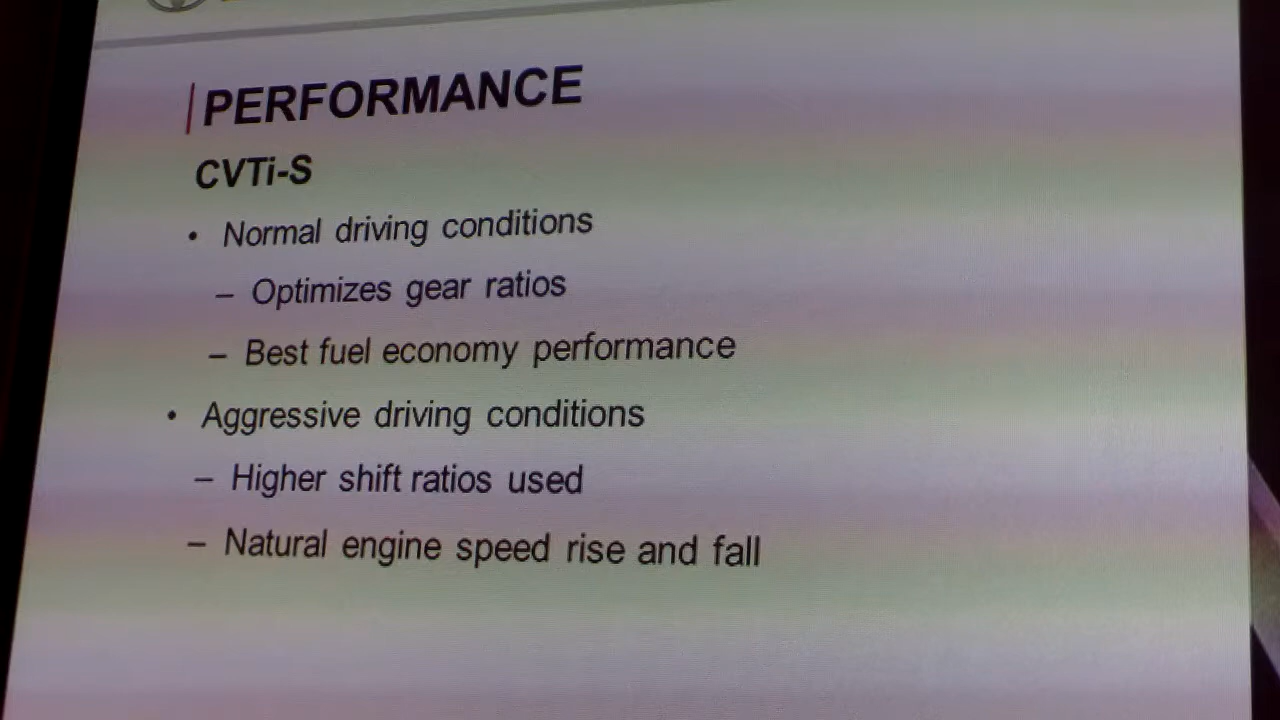 PERFORMANCE
CVTi-S
• Normal driving conditions
– Optimizes gear ratios
– Best fuel economy performance
• Aggressive driving conditions
– Higher shift ratios used
– Natural engine speed rise and fall